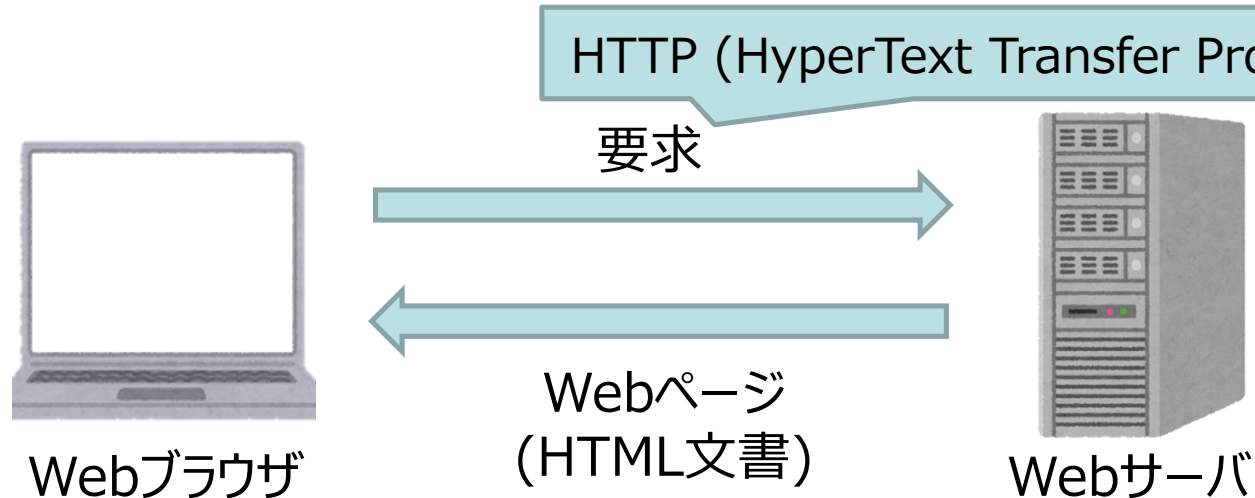 HTTP (HyperText Transfer Pro
要求
Webページ
(HTML文書)
Webブラウザ
Webサーバ